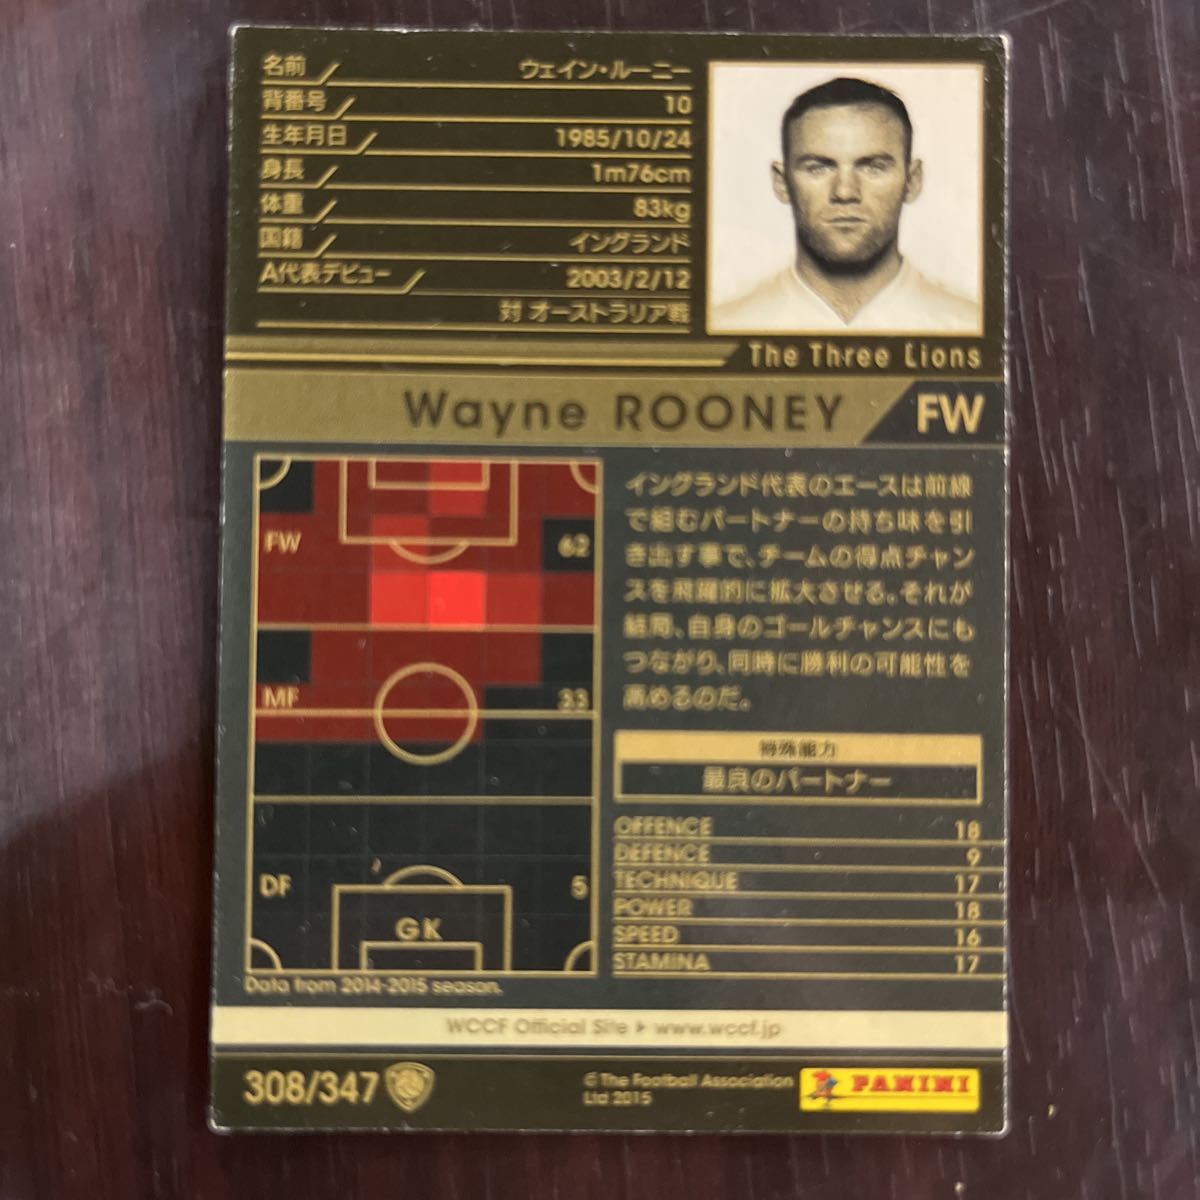 名前 ウェイン・ルーニー
背番号 10
生年月日 1985/10/24
身長 1m76cm
体重 83kg
国籍 イングランド
A代表デビュー 2003/2/12
対 オーストラリア戦
The Three Lions
Wayne ROONEY FW
FW 62
MF 33
DF 5
GK
Data from 2014-2015 season.
イングランド代表のエースは前線
で組むパートナーの持ち味を引
き出す事で、チームの得点チャン
スを飛躍的に拡大させる。それが
結局、自身のゴールチャンスにも
つながり、同時に勝利の可能性を
高めるのだ。
特殊能力
最良のパートナー
OFFENCE 18
DEFENCE 9
TECHNIQUE 17
POWER 18
SPEED 16
STAMINA 17
WCCF Official Site ▶ www.wccf.jp
308/347
© The Football Association
Ltd 2015
PANINI